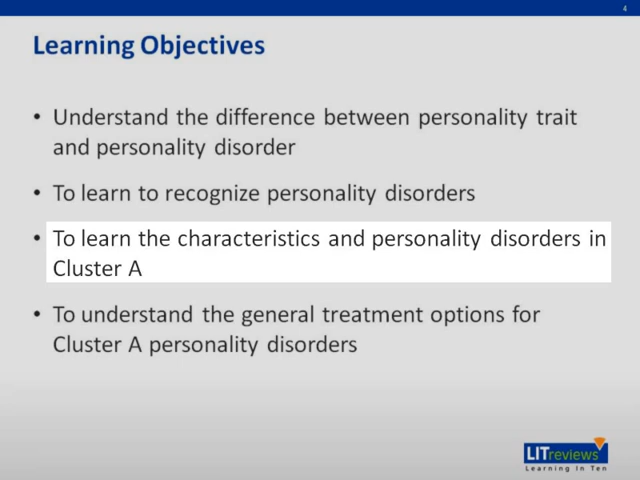 4
Learning Objectives
• Understand the difference between personality trait
and personality disorder
• To learn to recognize personality disorders
• To learn the characteristics and personality disorders in
Cluster A
• To understand the general treatment options for
Cluster A personality disorders
LITreviews
Learning In Ten